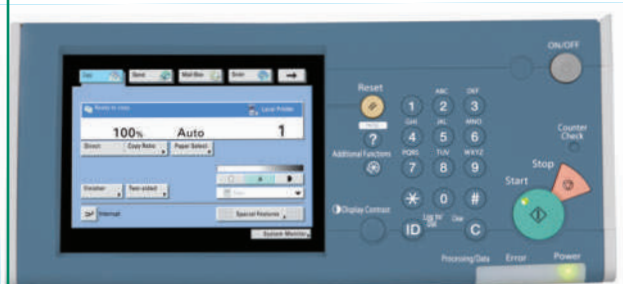 ON/OFF
Copy Send Mail Box Scan
Ready to copy. Local Printer
100% Auto 1
Direct Copy Ratio Paper Select
Finisher Two-sided
Interrupt Special Features
System Monitor
Reset
?
Additional Functions
Display Contrast
1 2 ABC 3 DEF
4 GHI 5 JKL 6 MNO
7 PQRS 8 TUV 9 WXYZ
0 #
ID Log In/Out Clear C
Counter Check
Stop
Start
Processing/Data Error Power